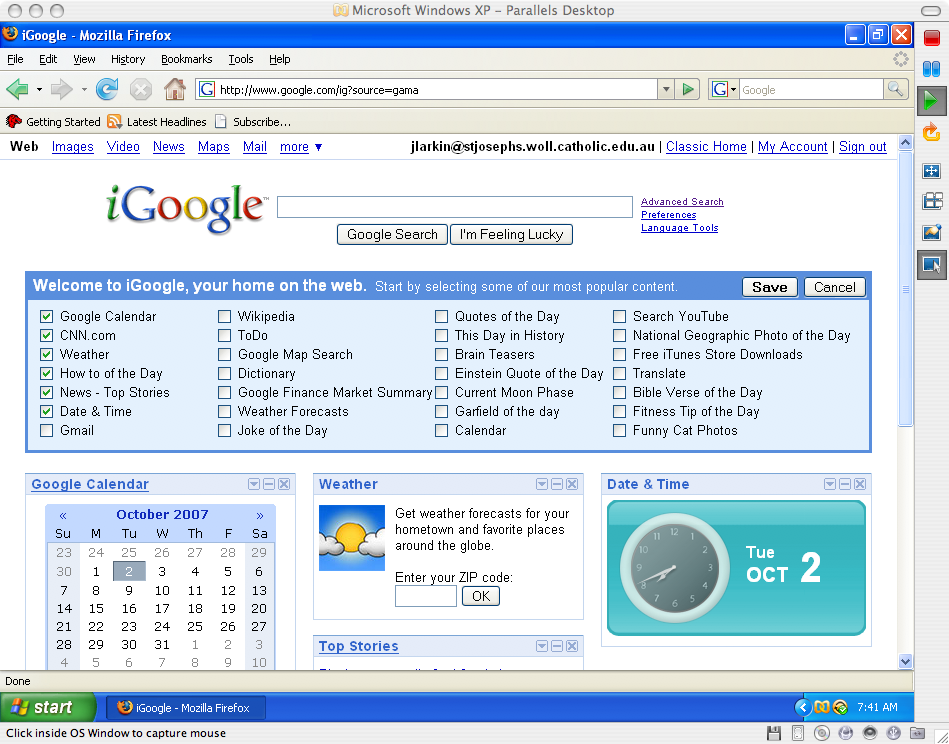 Microsoft Windows XP - Parallels Desktop
iGoogle - Mozilla Firefox
File Edit View History Bookmarks Tools Help
G http://www.google.com/ig?source=gama G Google
Getting Started Latest Headlines Subscribe...
Web Images Video News Maps Mail more ▼ jlarkin@stjosephs.woll.catholic.edu.au | Classic Home | My Account | Sign out
iGoogle™
Advanced Search
Preferences
Language Tools
Google Search I'm Feeling Lucky
Welcome to iGoogle, your home on the web. Start by selecting some of our most popular content. Save Cancel
Google Calendar Wikipedia Quotes of the Day Search YouTube
CNN.com ToDo This Day in History National Geographic Photo of the Day
Weather Google Map Search Brain Teasers Free iTunes Store Downloads
How to of the Day Dictionary Einstein Quote of the Day Translate
News - Top Stories Google Finance Market Summary Current Moon Phase Bible Verse of the Day
Date & Time Weather Forecasts Garfield of the day Fitness Tip of the Day
Gmail Joke of the Day Calendar Funny Cat Photos
Google Calendar
« October 2007 »
Su M Tu W Th F Sa
23 24 25 26 27 28 29
30 1 2 3 4 5 6
7 8 9 10 11 12 13
14 15 16 17 18 19 20
21 22 23 24 25 26 27
28 29 30 31 1 2 3
4 5 6 7 8 9 10
Weather
Get weather forecasts for your
hometown and favorite places
around the globe.
Enter your ZIP code:
OK
Top Stories
Date & Time
12 1 2 3 4 5 6 7 8 9 10 11
Tue
OCT 2
Done
start iGoogle - Mozilla Firefox 7:41 AM
Click inside OS Window to capture mouse